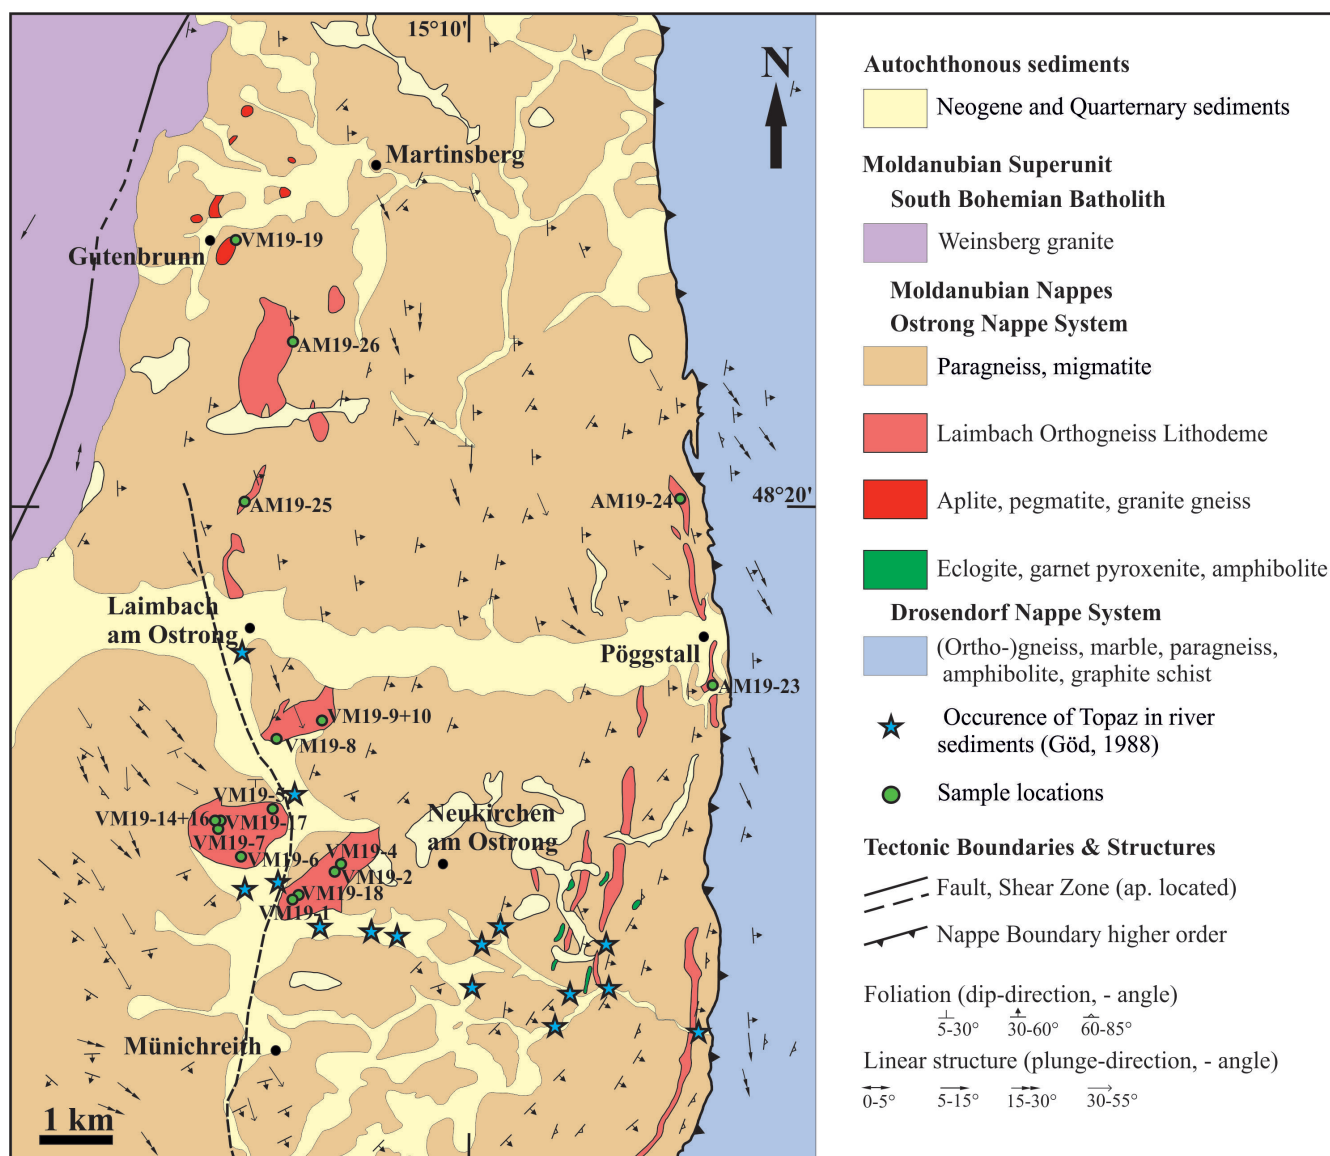 15°10'
N
Martinsberg
VM19-19
Gutenbrunn
AM19-26
AM19-25
AM19-24
48°20'
Laimbach
am Ostrong
Pöggstall
AM19-23
VM19-9+10
VM19-8
VM19-5
VM19-14+16
VM19-17
VM19-7
VM19-6
Neukirchen
am Ostrong
VM19-4
VM19-2
VM19-18
VM19-1
Münichreith
1 km
Autochthonous sediments
Neogene and Quarternary sediments
Moldanubian Superunit
South Bohemian Batholith
Weinsberg granite
Moldanubian Nappes
Ostrong Nappe System
Paragneiss, migmatite
Laimbach Orthogneiss Lithodeme
Aplite, pegmatite, granite gneiss
Eclogite, garnet pyroxenite, amphibolite
Drosendorf Nappe System
(Ortho-)gneiss, marble, paragneiss,
amphibolite, graphite schist
Occurence of Topaz in river
sediments (Göd, 1988)
Sample locations
Tectonic Boundaries & Structures
Fault, Shear Zone (ap. located)
Nappe Boundary higher order
Foliation (dip-direction, - angle)
5-30° 30-60° 60-85°
Linear structure (plunge-direction, - angle)
0-5° 5-15° 15-30° 30-55°